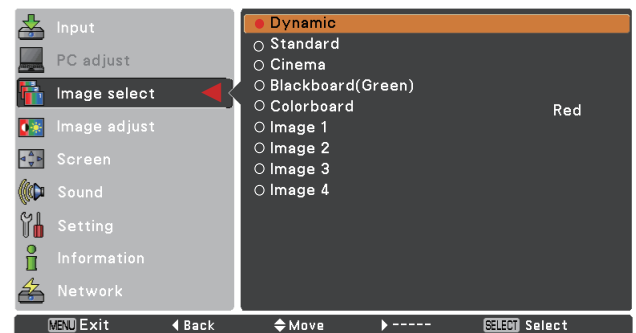 Input
PC adjust
Image select
Image adjust
Screen
Sound
Setting
Information
Network
Dynamic
Standard
Cinema
Blackboard(Green)
Colorboard Red
Image 1
Image 2
Image 3
Image 4
MENU Exit Back Move ----- SELECT Select